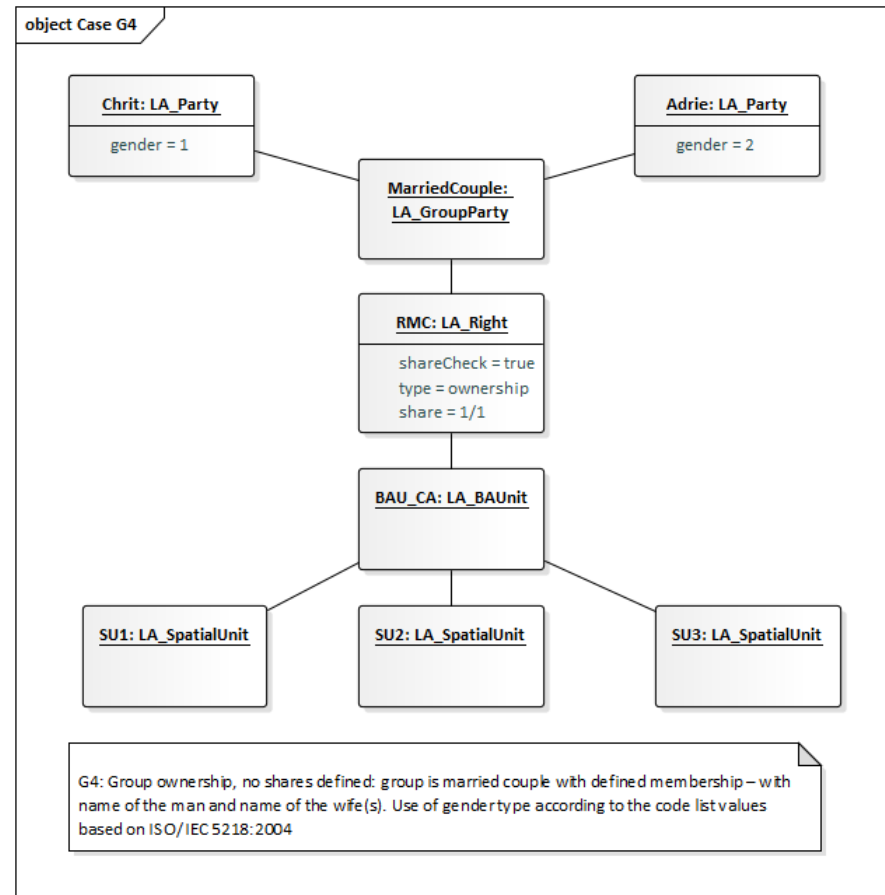 object Case G4
Chrit: LA_Party
gender = 1
Adrie: LA_Party
gender = 2
MarriedCouple:
LA_GroupParty
RMC: LA_Right
shareCheck = true
type = ownership
share = 1/1
BAU_CA: LA_BAUnit
SU1: LA_SpatialUnit
SU2: LA_SpatialUnit
SU3: LA_SpatialUnit
G4: Group ownership, no shares defined: group is married couple with defined membership – with
name of the man and name of the wife(s). Use of gender type according to the code list values
based on ISO/IEC 5218:2004